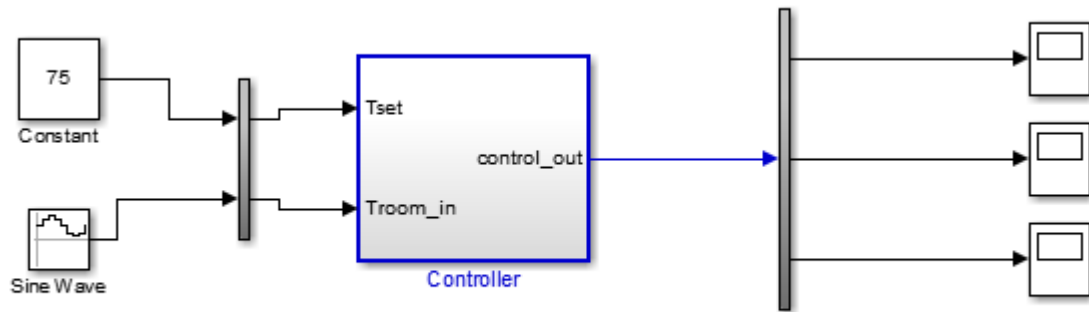 75
Constant
Sine Wave
Tset
control_out
Troom_in
Controller